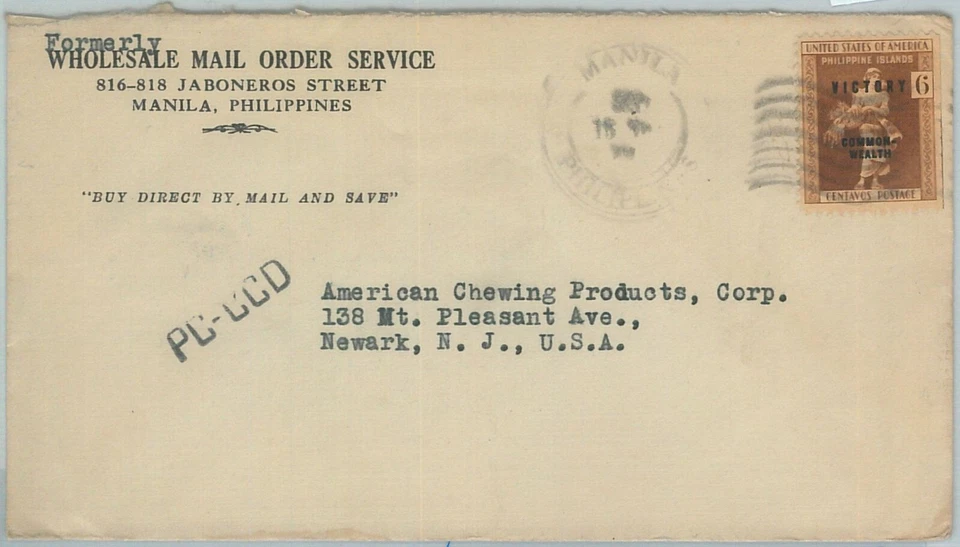 Formerly
WHOLESALE MAIL ORDER SERVICE
816-818 JABONEROS STREET
MANILA, PHILIPPINES
"BUY DIRECT BY MAIL AND SAVE"
MANILA
UNITED STATES OF AMERICA
PHILIPPINE ISLANDS
VICTORY 6
COMMON-
WEALTH
CENTAVOS POSTAGE
American Chewing Products, Corp.
138 Mt. Pleasant Ave.,
Newark, N. J., U.S.A.